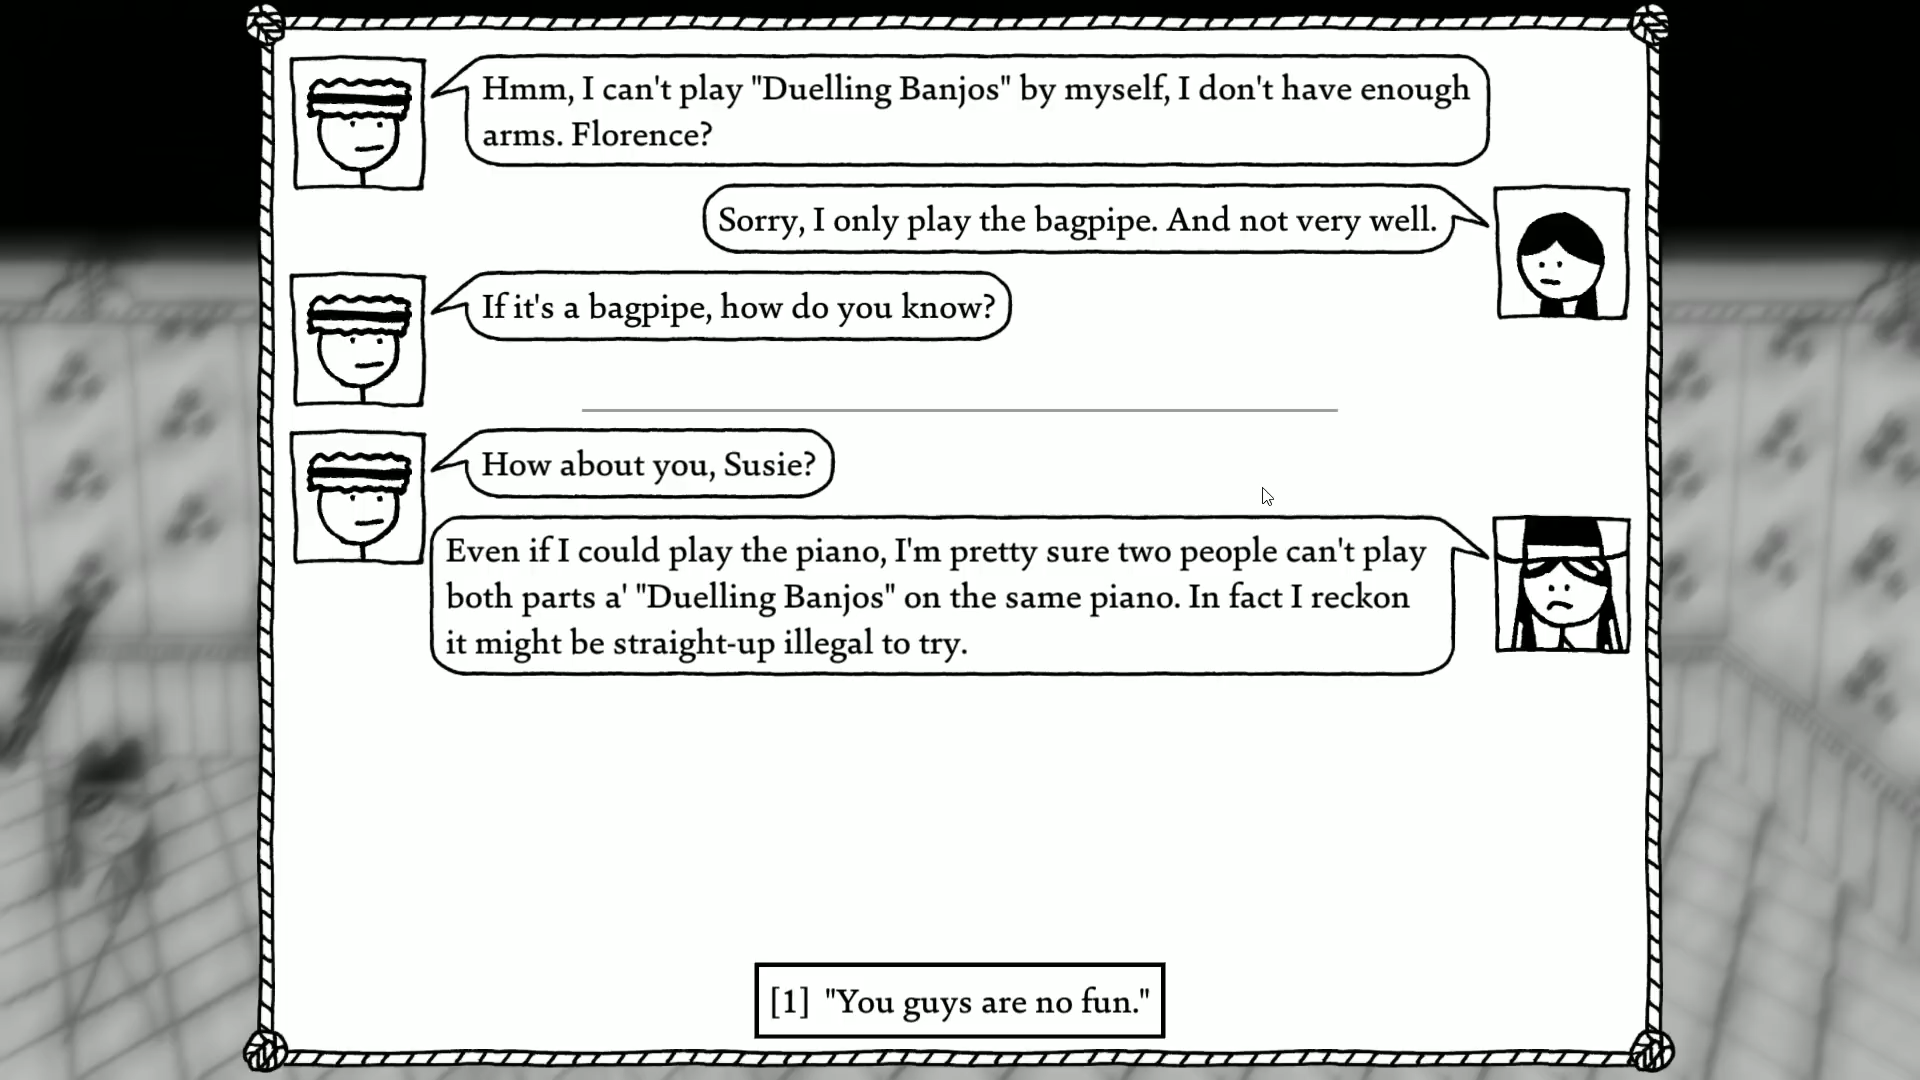 Hmm, I can't play "Duelling Banjos" by myself, I don't have enough
arms. Florence?
Sorry, I only play the bagpipe. And not very well.
If it's a bagpipe, how do you know?
How about you, Susie?
Even if I could play the piano, I'm pretty sure two people can't play
both parts a' "Duelling Banjos" on the same piano. In fact I reckon
it might be straight-up illegal to try.
[1] "You guys are no fun."